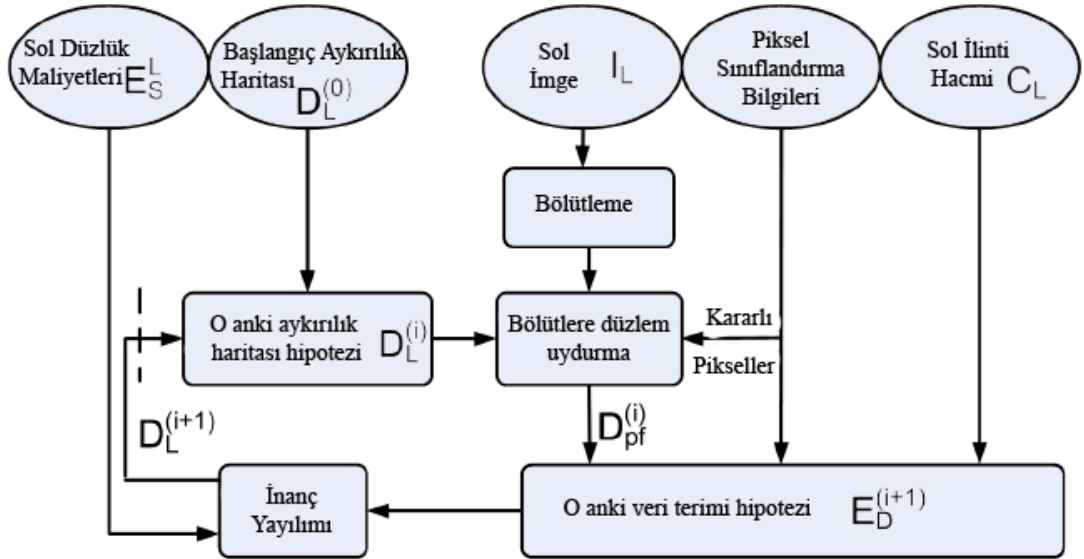 Sol Düzlük
Maliyetleri E_S^L
Başlangıç Aykırılık
Haritası D_L^(0)
Sol
İmge I_L
Piksel
Sınıflandırma
Bilgileri
Sol İlinti
Hacmi C_L
Bölütleme
O anki aykırılık
haritası hipotezi D_L^(i)
Bölütlere düzlem
uydurma
Kararlı
Pikseller
D_L^(i+1)
D_pf^(i)
İnanç
Yayılımı
O anki veri terimi hipotezi E_D^(i+1)